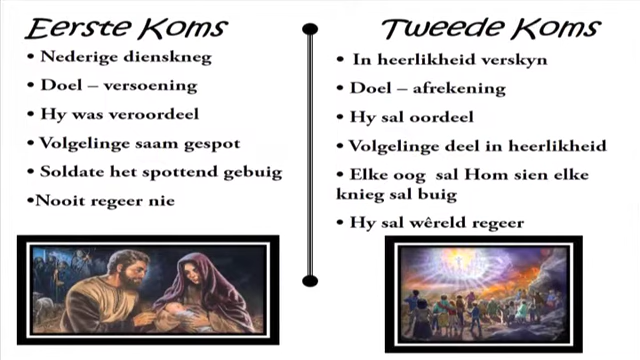 Eerste Koms
• Nederige dienskneg
• Doel – versoening
• Hy was veroordeel
• Volgelinge saam gespot
• Soldate het spottend gebuig
•Nooit regeer nie
Tweede Koms
• In heerlikheid verskyn
• Doel – afrekening
• Hy sal oordeel
• Volgelinge deel in heerlikheid
• Elke oog sal Hom sien elke
knieg sal buig
• Hy sal wêreld regeer